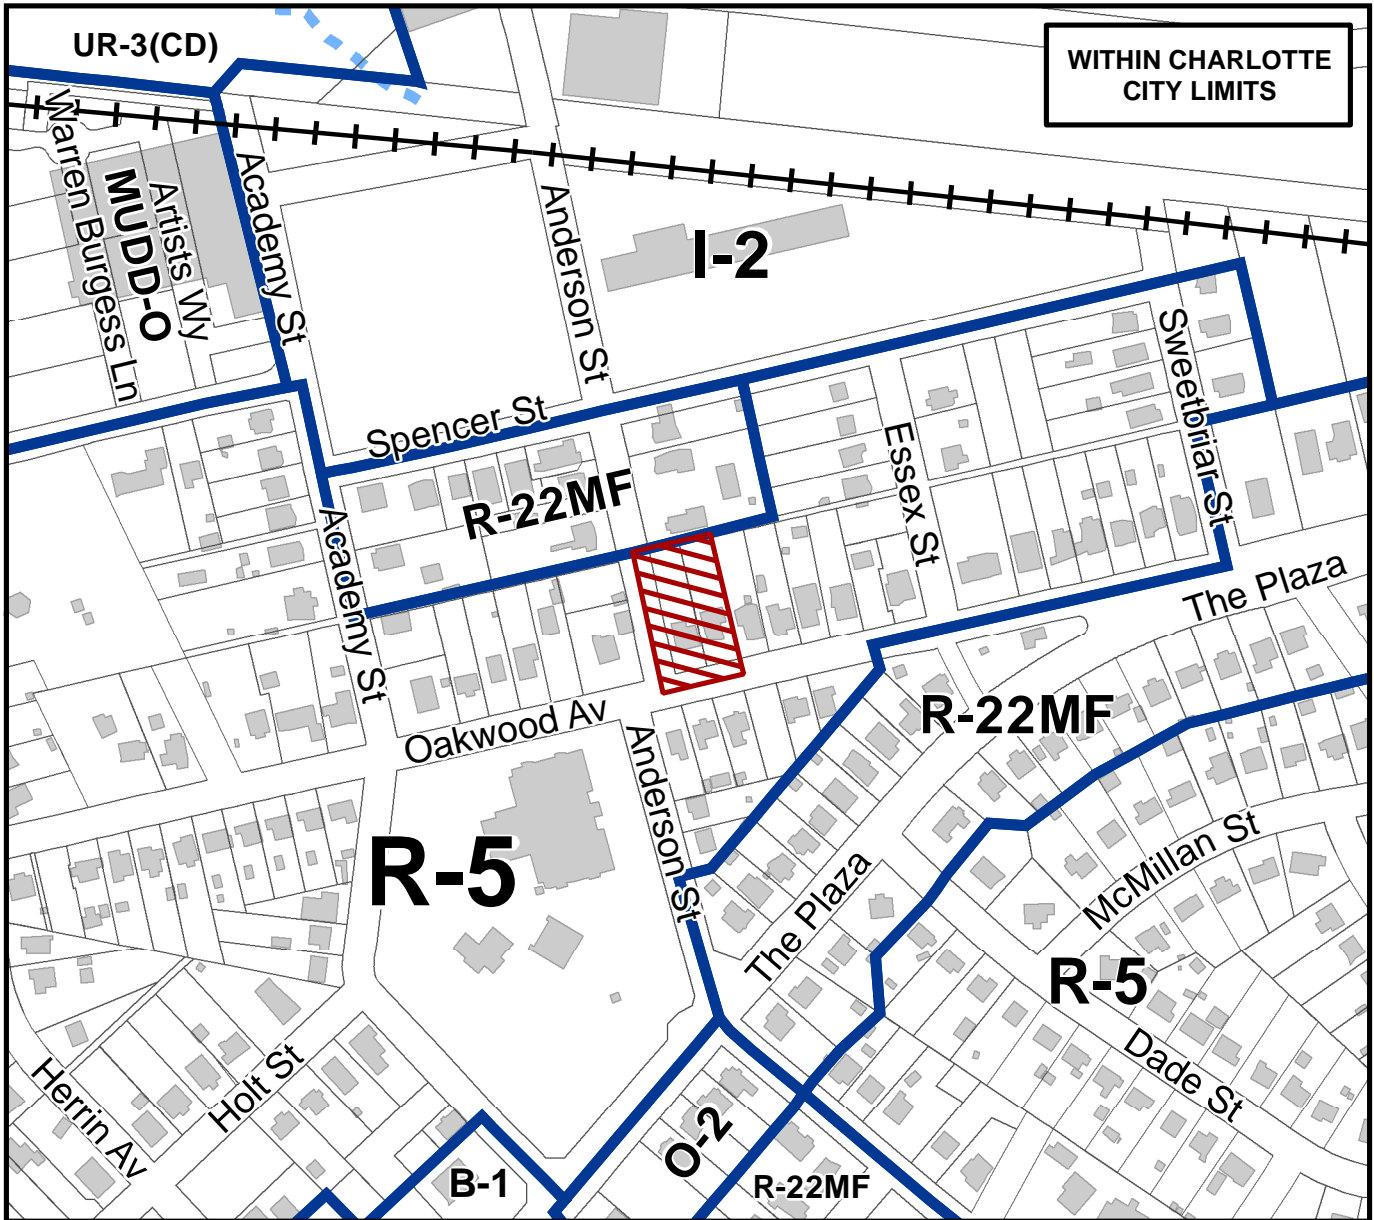 UR-3(CD)
WITHIN CHARLOTTE
CITY LIMITS
Warren Burgess Ln
MUDD-O
Artists Wy
Academy St
Anderson St
I-2
Sweetbriar St
Spencer St
Essex St
R-22MF
Academy St
The Plaza
Oakwood Av
Anderson St
R-22MF
R-5
McMillan St
The Plaza
R-5
Dade St
Holt St
Herrin Av
O-2
B-1
R-22MF